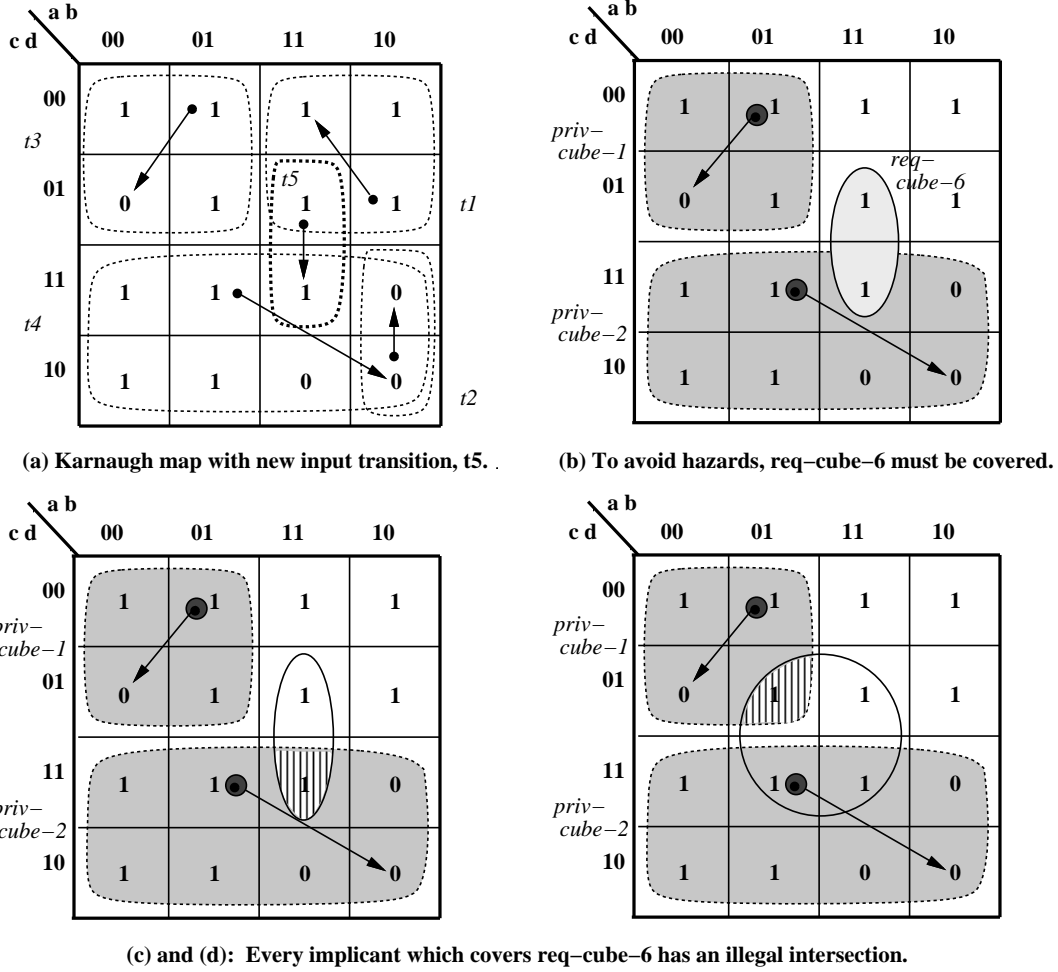 a b
c d 00 01 11 10
00 1 1 1 1
t3
01 0 1 1 1 t1
t5
11 1 1 1 0
t4
10 1 1 0 0
t2
(a) Karnaugh map with new input transition, t5. .
a b
c d 00 01 11 10
00 1 1 1 1
priv−
cube−1
req−
cube−6
01 0 1 1 1
11 1 1 1 0
priv−
cube−2
10 1 1 0 0
(b) To avoid hazards, req−cube−6 must be covered.
a b
c d 00 01 11 10
00 1 1 1 1
priv−
cube−1
01 0 1 1 1
11 1 1 1 0
priv−
cube−2
10 1 1 0 0
a b
c d 00 01 11 10
00 1 1 1 1
priv−
cube−1
01 0 1 1 1
11 1 1 1 0
priv−
cube−2
10 1 1 0 0
(c) and (d): Every implicant which covers req−cube−6 has an illegal intersection.